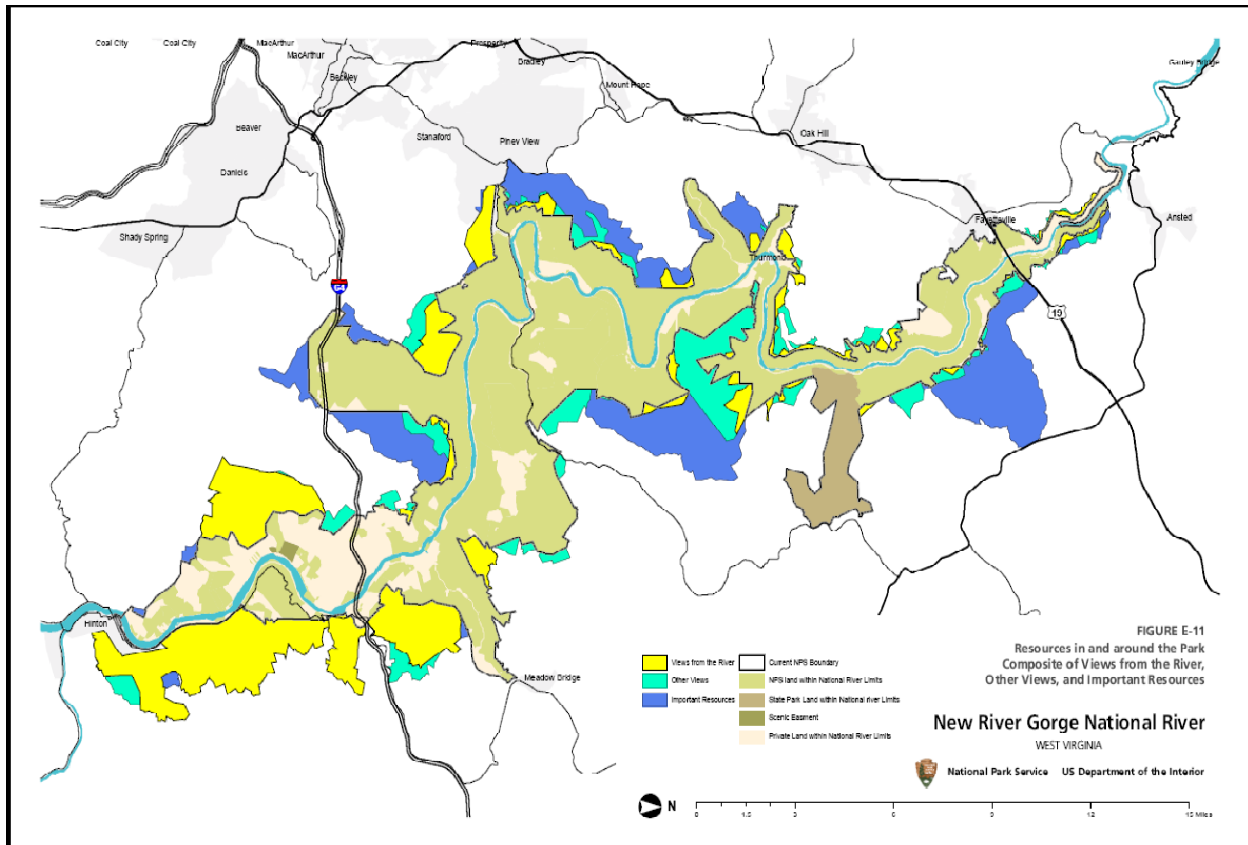 Coal City
Coal City
MacArthur
MacArthur
Prosperity
Bradley
Beckley
Mount Hope
Gauley Bridge
Beaver
Stanaford
Piney View
Oak Hill
Daniels
Shady Spring
Fayetteville
Ansted
Thurmond
64
19
Hinton
Meadow Bridge
FIGURE E-11
Resources in and around the Park
Composite of Views from the River,
Other Views, and Important Resources
Views from the River
Other Views
Important Resources
Current NPS Boundary
NPS land within National River Limits
State Park Land within National river Limits
Scenic Easment
Private Land within National River Limits
New River Gorge National River
WEST VIRGINIA
National Park Service US Department of the Interior
N
0 1.5 3 6 9 12 15 Miles